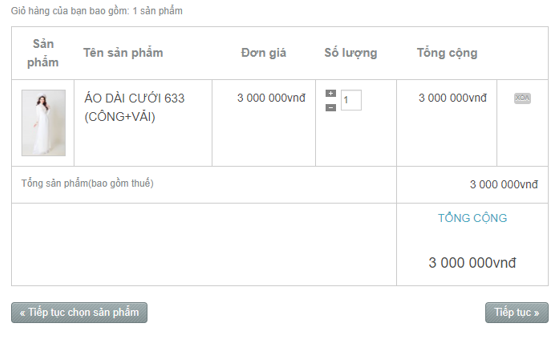 Giỏ hàng của bạn bao gồm: 1 sản phẩm
Sản phẩm Tên sản phẩm Đơn giá Số lượng Tổng cộng
ÁO DÀI CƯỚI 633 3 000 000vnđ 1 3 000 000vnđ XÓA
(CÔNG+VẢI)
Tổng sản phẩm(bao gồm thuế) 3 000 000vnđ
TỔNG CỘNG
3 000 000vnđ
« Tiếp tục chọn sản phẩm Tiếp tục »